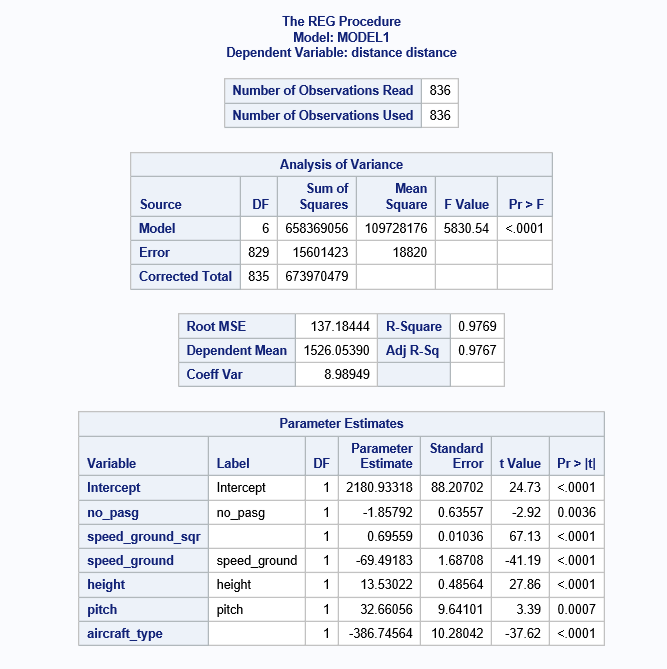 The REG Procedure
Model: MODEL1
Dependent Variable: distance distance
Number of Observations Read 836
Number of Observations Used 836
Analysis of Variance
Source DF Sum of Squares Mean Square F Value Pr > F
Model 6 658369056 109728176 5830.54 <.0001
Error 829 15601423 18820
Corrected Total 835 673970479
Root MSE 137.18444 R-Square 0.9769
Dependent Mean 1526.05390 Adj R-Sq 0.9767
Coeff Var 8.98949
Parameter Estimates
Variable Label DF Parameter Estimate Standard Error t Value Pr > |t|
Intercept Intercept 1 2180.93318 88.20702 24.73 <.0001
no_pasg no_pasg 1 -1.85792 0.63557 -2.92 0.0036
speed_ground_sqr 1 0.69559 0.01036 67.13 <.0001
speed_ground speed_ground 1 -69.49183 1.68708 -41.19 <.0001
height height 1 13.53022 0.48564 27.86 <.0001
pitch pitch 1 32.66056 9.64101 3.39 0.0007
aircraft_type 1 -386.74564 10.28042 -37.62 <.0001